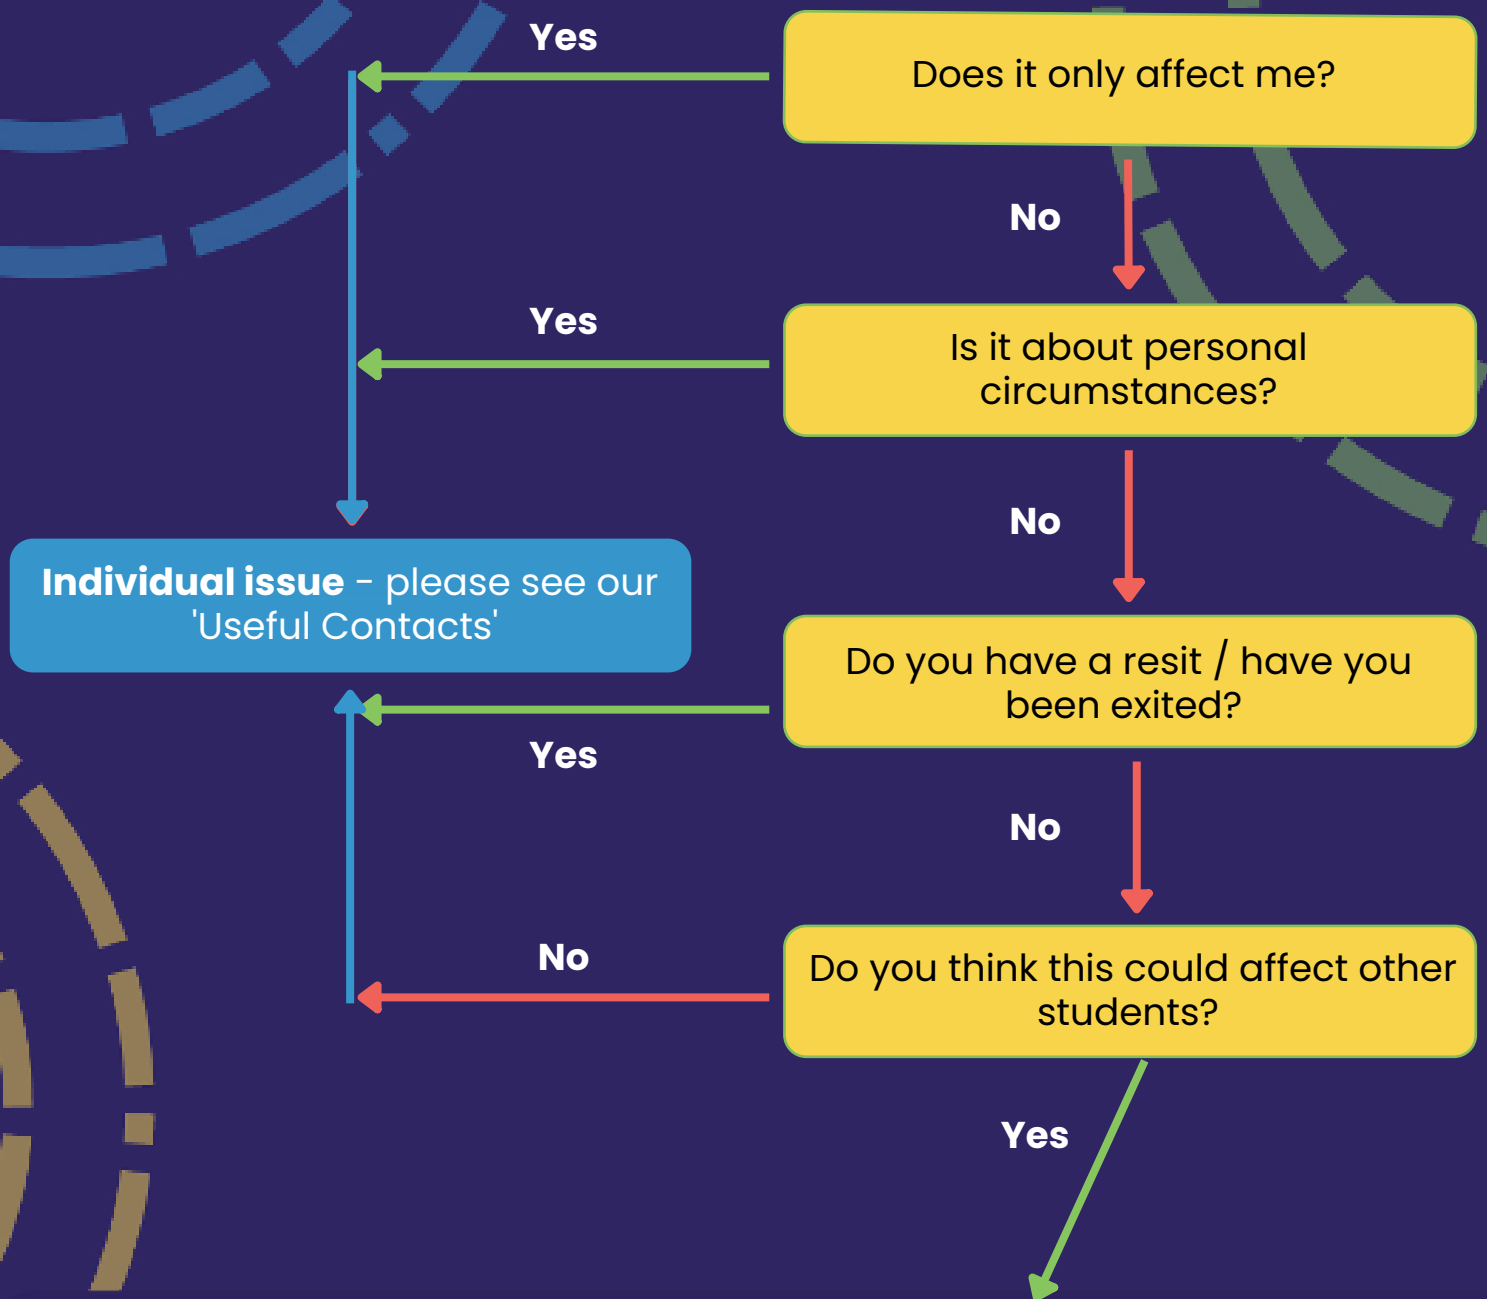 Yes
Does it only affect me?
No
Yes
Is it about personal
circumstances?
No
Individual issue - please see our
'Useful Contacts'
Do you have a resit / have you
been exited?
Yes
No
No
Do you think this could affect other
students?
Yes